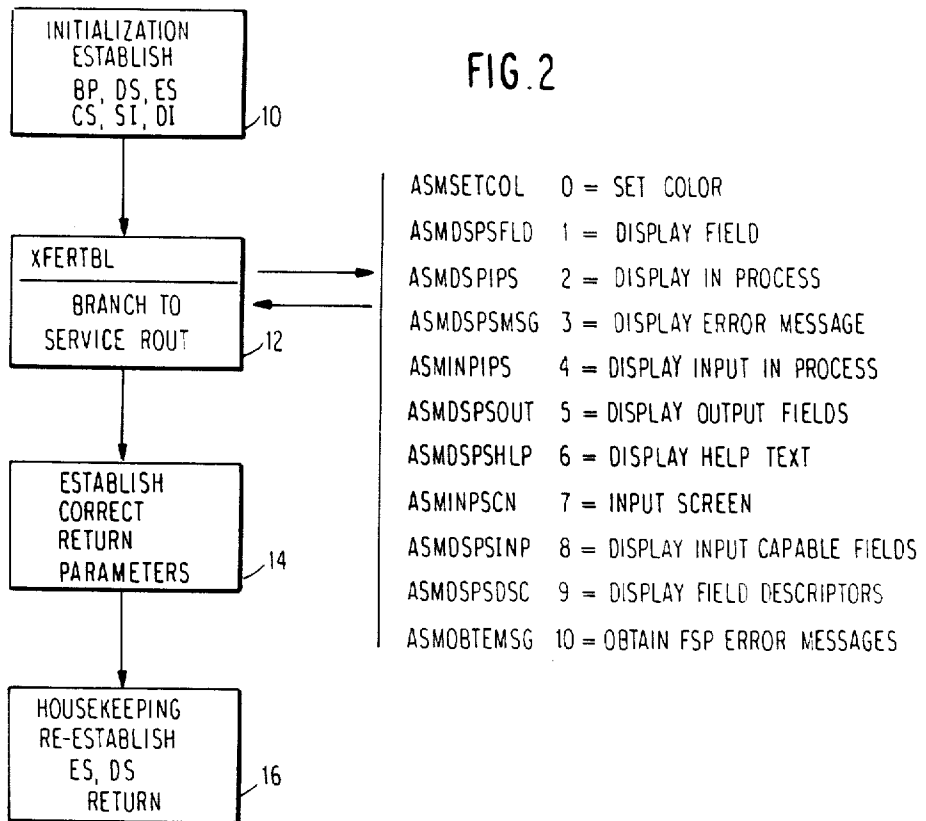 INITIALIZATION
ESTABLISH
BP, DS, ES
CS, SI, DI
10
FIG.2
XFERTBL
BRANCH TO
SERVICE ROUT
12
ASMSETCOL 0 = SET COLOR
ASMDSPSFLD 1 = DISPLAY FIELD
ASMDSPIPS 2 = DISPLAY IN PROCESS
ASMDSPSMSG 3 = DISPLAY ERROR MESSAGE
ASMINPIPS 4 = DISPLAY INPUT IN PROCESS
ASMDSPSOUT 5 = DISPLAY OUTPUT FIELDS
ASMDSPSHLP 6 = DISPLAY HELP TEXT
ASMINPSCN 7 = INPUT SCREEN
ASMDSPSINP 8 = DISPLAY INPUT CAPABLE FIELDS
ASMDSPSDSC 9 = DISPLAY FIELD DESCRIPTORS
ASMOBTEMSG 10 = OBTAIN FSP ERROR MESSAGES
ESTABLISH
CORRECT
RETURN
PARAMETERS
14
HOUSEKEEPING
RE-ESTABLISH
ES, DS
RETURN
16